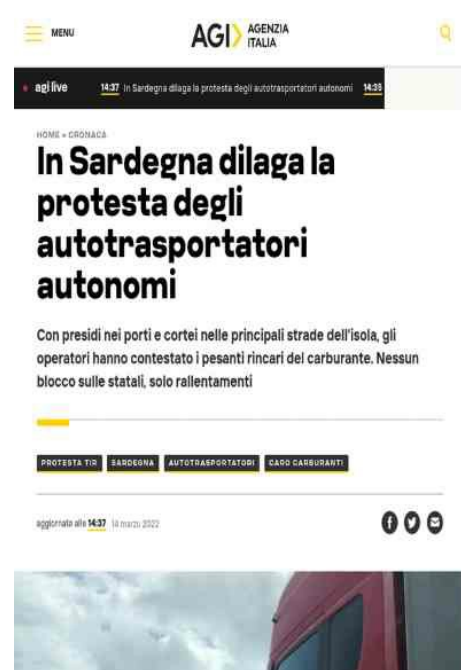 MENU
AGI AGENZIA
ITALIA
agi live 14:37 In Sardegna dilaga la protesta degli autotrasportatori autonomi 14:35
HOME » CRONACA
In Sardegna dilaga la
protesta degli
autotrasportatori
autonomi
Con presidi nei porti e cortei nelle principali strade dell'isola, gli
operatori hanno contestato i pesanti rincari del carburante. Nessun
blocco sulle statali, solo rallentamenti
PROTESTA TIR SARDEGNA AUTOTRASPORTATORI CARO CARBURANTI
aggiornato alle 14:37 14 marzo 2022